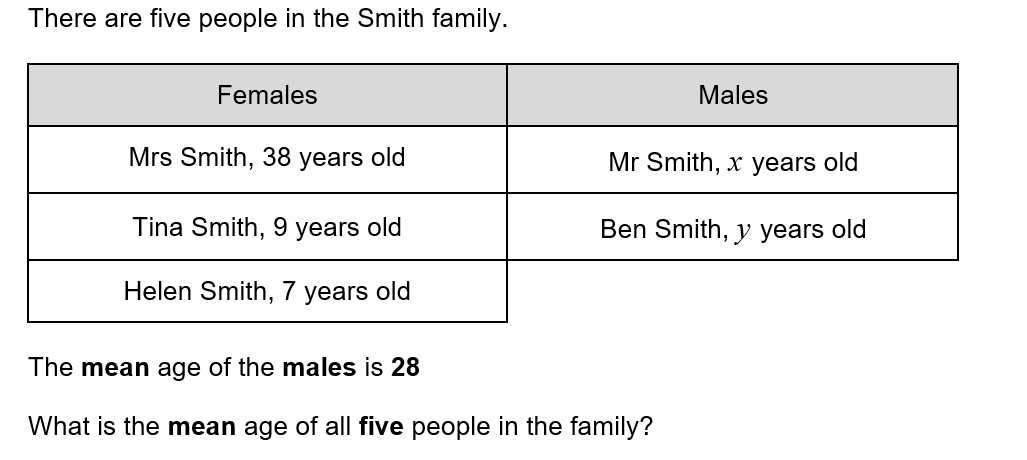 There are five people in the Smith family.
Females
Males
Mrs Smith, 38 years old
Mr Smith, x years old
Tina Smith, 9 years old
Ben Smith, y years old
Helen Smith, 7 years old
The mean age of the males is 28
What is the mean age of all five people in the family?